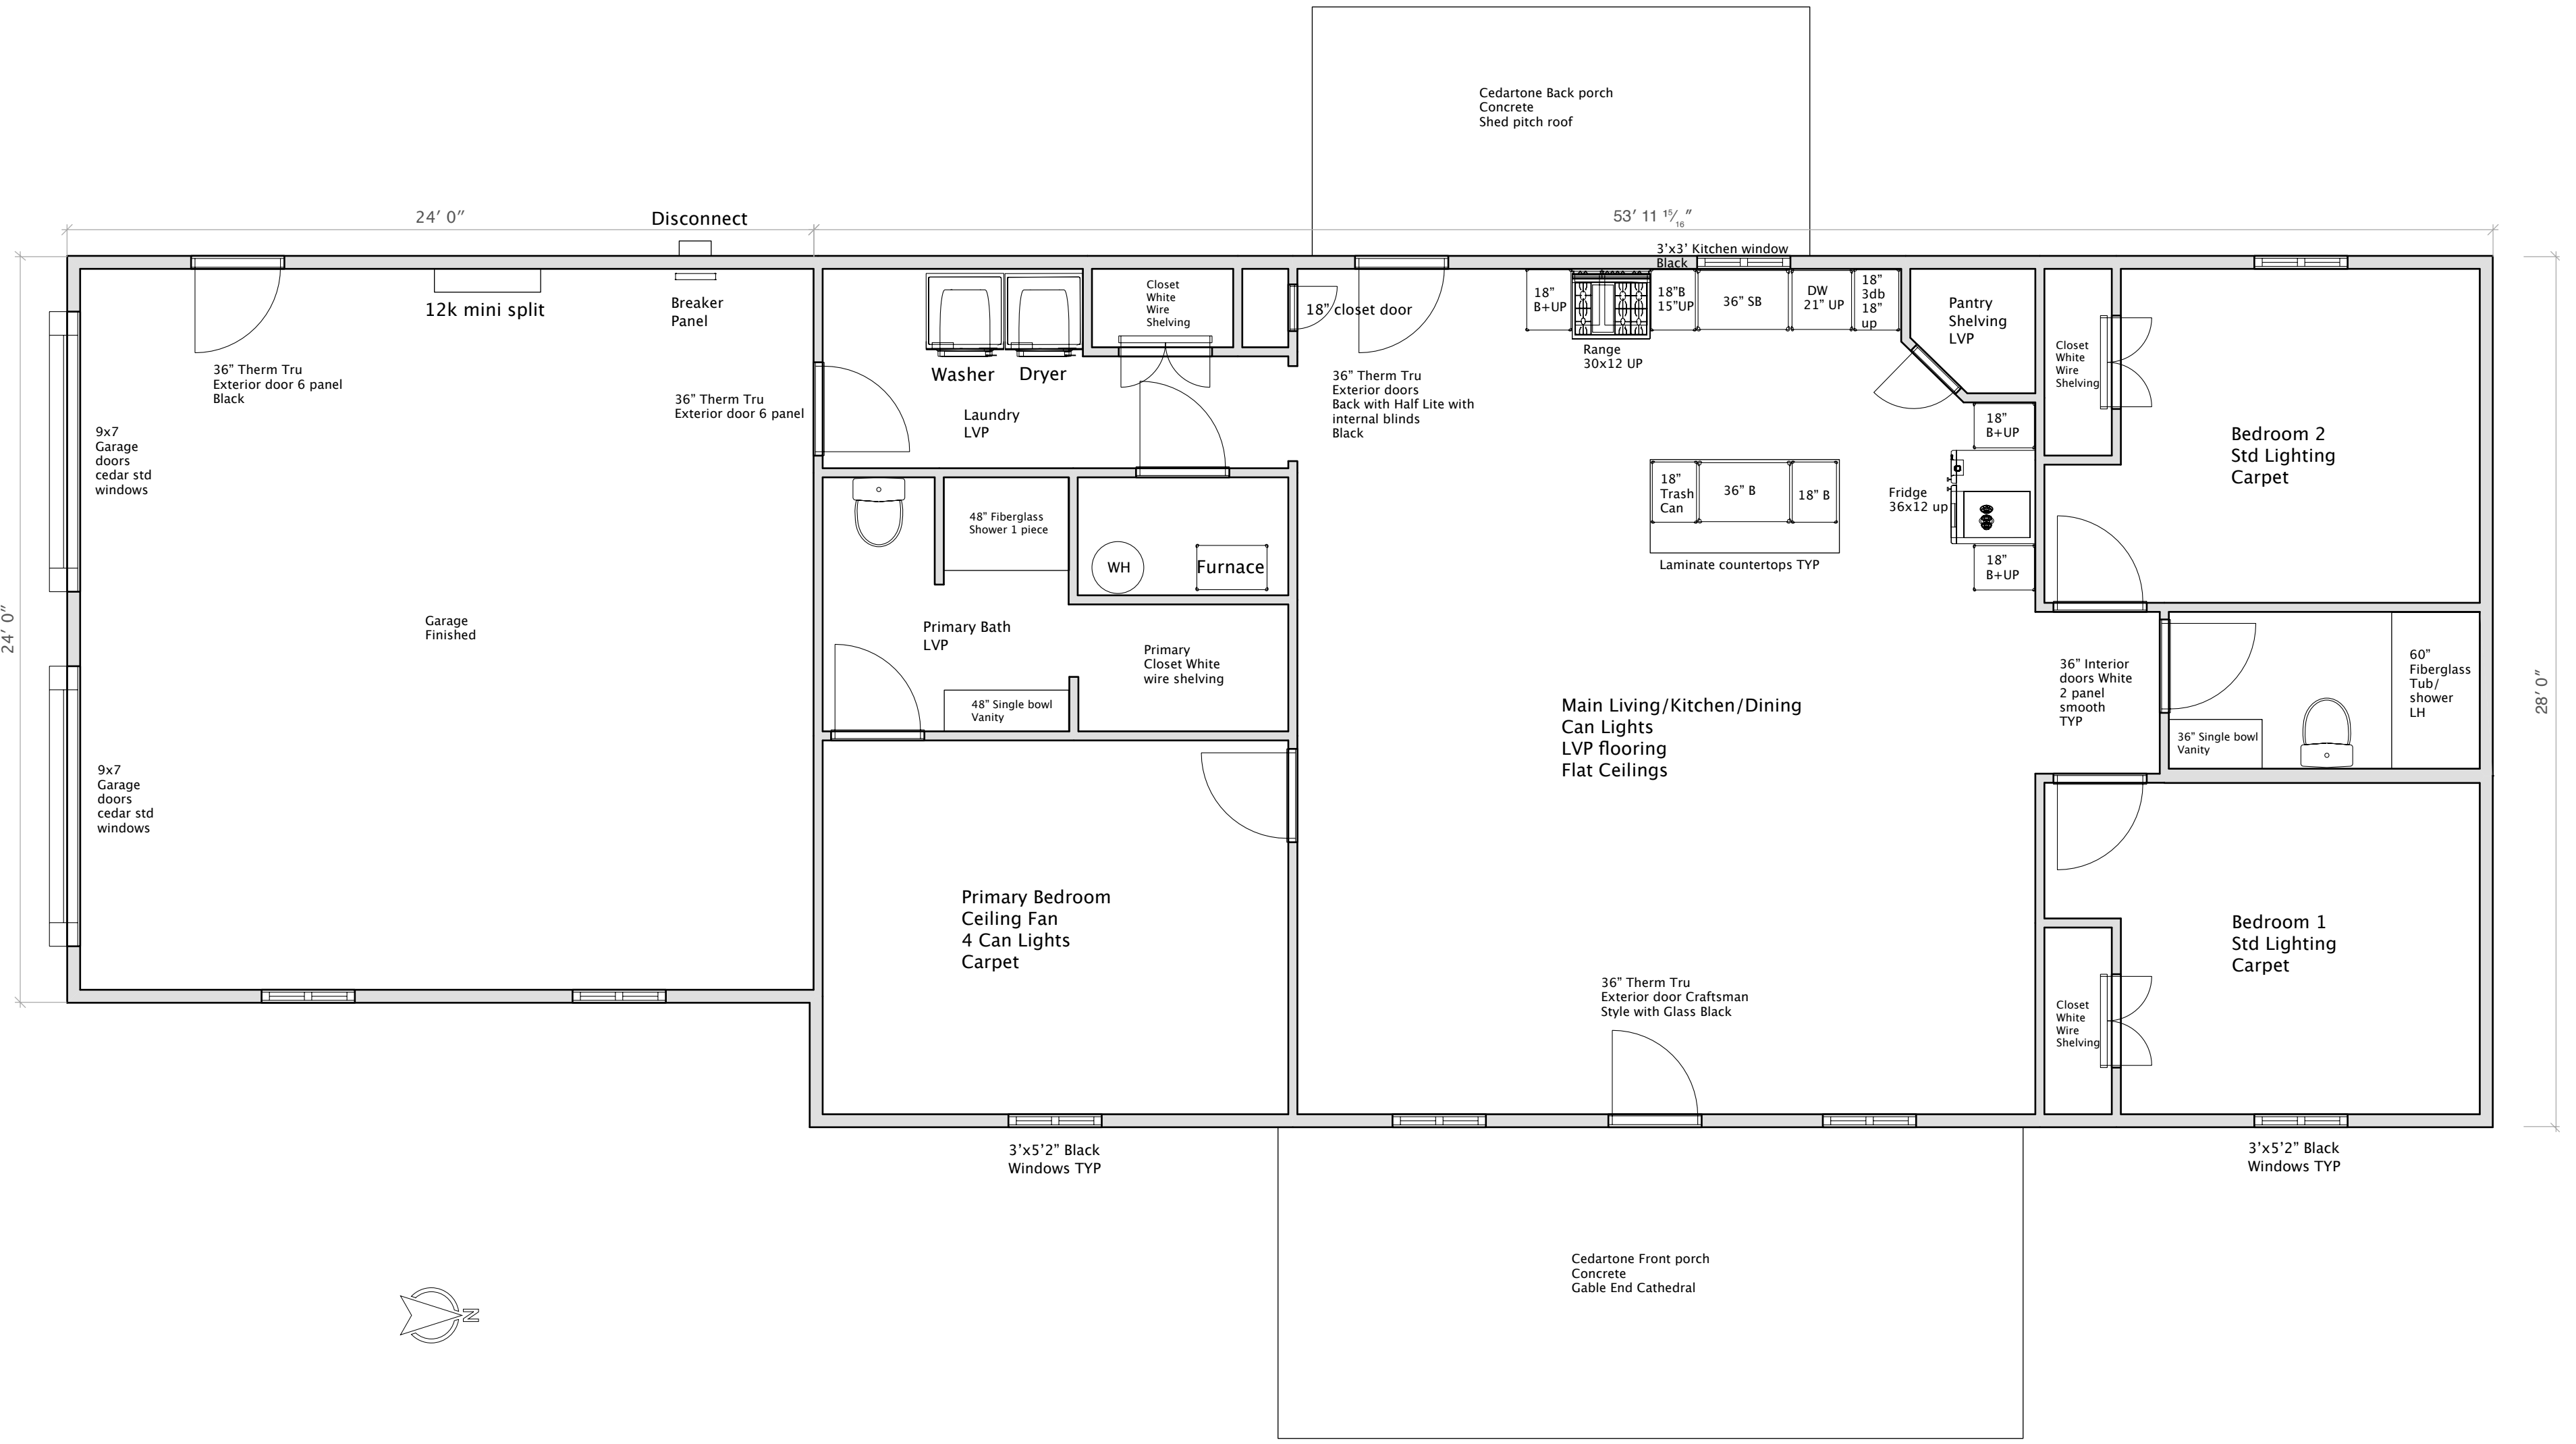 Cedartone Back porch
Concrete
Shed pitch roof
24′ 0″
Disconnect
53′ 11 15⁄16″
3'x3' Kitchen window
Black
12k mini split
Breaker
Panel
36” Therm Tru
Exterior door 6 panel
Black
36” Therm Tru
Exterior door 6 panel
9x7
Garage
doors
cedar std
windows
Washer
Dryer
Laundry
LVP
Closet
White
Wire
Shelving
18” closet door
36” Therm Tru
Exterior doors
Back with Half Lite with
internal blinds
Black
18”
B+UP
Range
30x12 UP
18”B
15”UP
36” SB
DW
21” UP
18”
3db
18”
up
Pantry
Shelving
LVP
Closet
White
Wire
Shelving
18”
B+UP
Bedroom 2
Std Lighting
Carpet
18”
Trash
Can
36” B
18” B
Laminate countertops TYP
Fridge
36x12 up
18”
B+UP
48” Fiberglass
Shower 1 piece
WH
Furnace
24′ 0″
Garage
Finished
Primary Bath
LVP
Primary
Closet White
wire shelving
48” Single bowl
Vanity
36” Interior
doors White
2 panel
smooth
TYP
60”
Fiberglass
Tub/
shower
LH
36” Single bowl
Vanity
28′ 0″
Main Living/Kitchen/Dining
Can Lights
LVP flooring
Flat Ceilings
9x7
Garage
doors
cedar std
windows
Primary Bedroom
Ceiling Fan
4 Can Lights
Carpet
Bedroom 1
Std Lighting
Carpet
36” Therm Tru
Exterior door Craftsman
Style with Glass Black
Closet
White
Wire
Shelving
3'x5'2” Black
Windows TYP
3'x5'2” Black
Windows TYP
Cedartone Front porch
Concrete
Gable End Cathedral
N